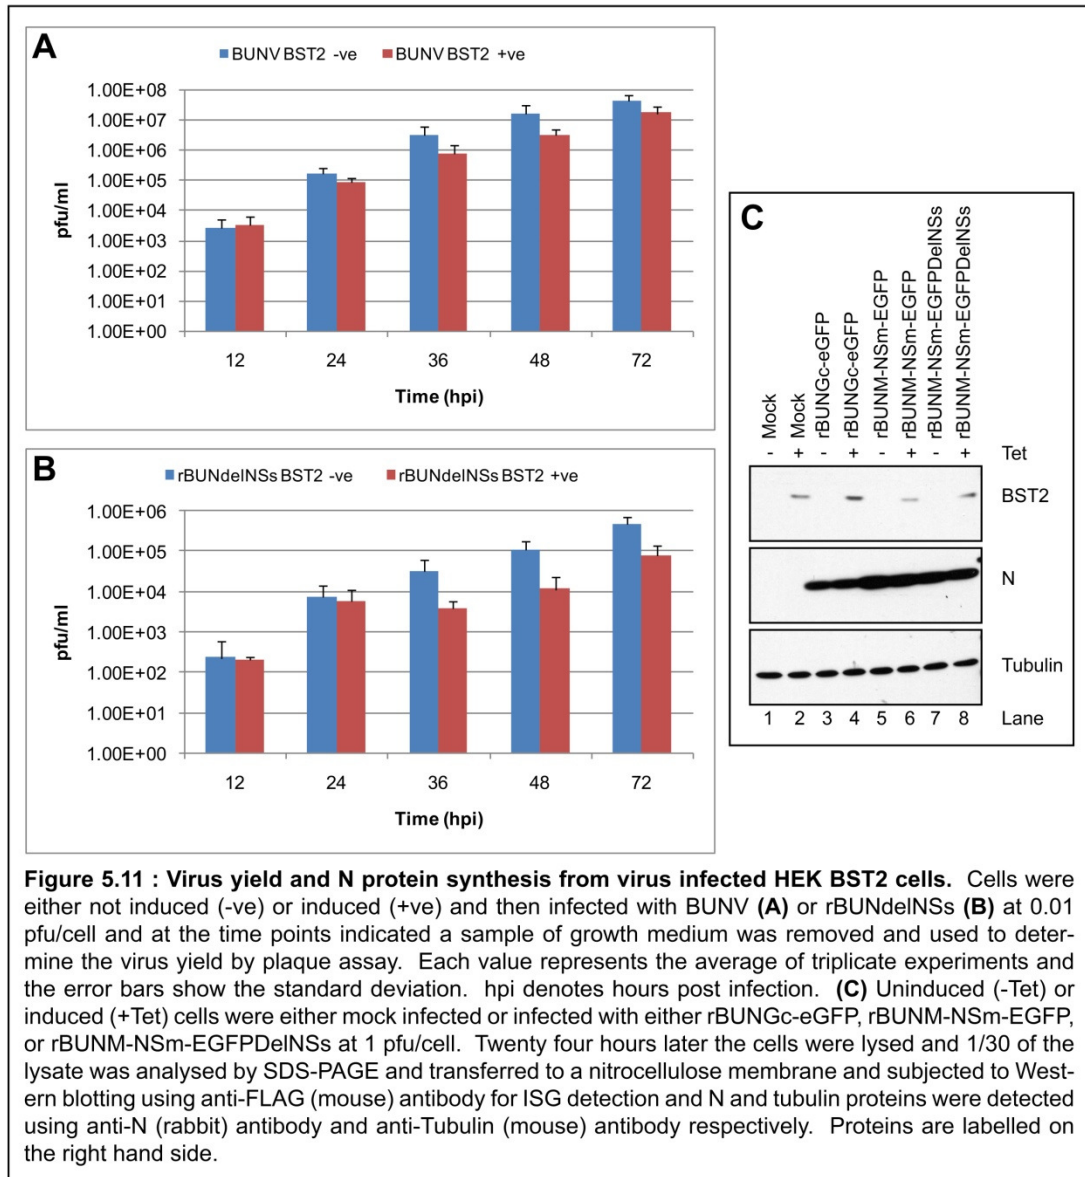 A
BUNV BST2 -ve BUNV BST2 +ve
1.00E+08
1.00E+07
1.00E+06
1.00E+05
1.00E+04
1.00E+03
1.00E+02
1.00E+01
1.00E+00
pfu/ml
12 24 36 48 72
Time (hpi)
B
rBUNdelNSs BST2 -ve rBUNdelNSs BST2 +ve
1.00E+06
1.00E+05
1.00E+04
1.00E+03
1.00E+02
1.00E+01
1.00E+00
pfu/ml
12 24 36 48 72
Time (hpi)
C
Mock
Mock
rBUNGc-eGFP
rBUNGc-eGFP
rBUNM-NSm-EGFP
rBUNM-NSm-EGFP
rBUNM-NSm-EGFPDelNSs
rBUNM-NSm-EGFPDelNSs
- + - + - + - + Tet
BST2
N
Tubulin
1 2 3 4 5 6 7 8 Lane
Figure 5.11 : Virus yield and N protein synthesis from virus infected HEK BST2 cells. Cells were
either not induced (-ve) or induced (+ve) and then infected with BUNV (A) or rBUNdelNSs (B) at 0.01
pfu/cell and at the time points indicated a sample of growth medium was removed and used to deter-
mine the virus yield by plaque assay. Each value represents the average of triplicate experiments and
the error bars show the standard deviation. hpi denotes hours post infection. (C) Uninduced (-Tet) or
induced (+Tet) cells were either mock infected or infected with either rBUNGc-eGFP, rBUNM-NSm-EGFP,
or rBUNM-NSm-EGFPDelNSs at 1 pfu/cell. Twenty four hours later the cells were lysed and 1/30 of the
lysate was analysed by SDS-PAGE and transferred to a nitrocellulose membrane and subjected to West-
ern blotting using anti-FLAG (mouse) antibody for ISG detection and N and tubulin proteins were detected
using anti-N (rabbit) antibody and anti-Tubulin (mouse) antibody respectively. Proteins are labelled on
the right hand side.